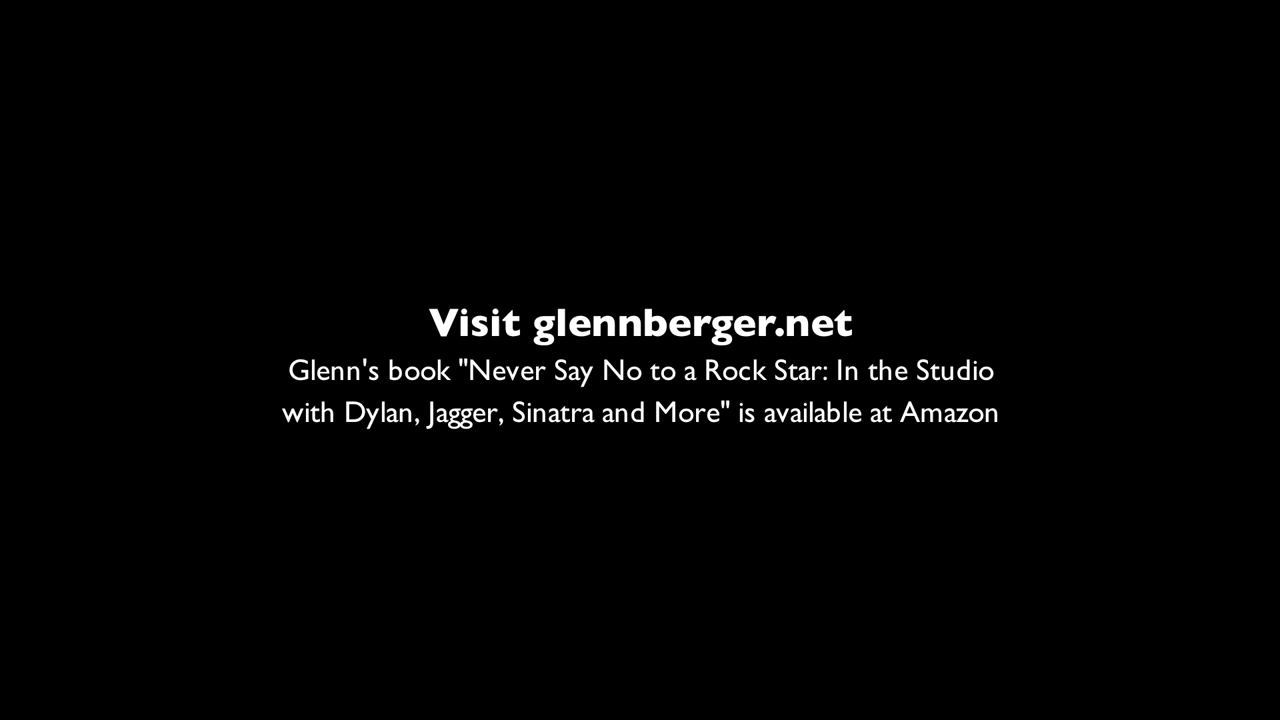 Visit glennberger.net
Glenn's book "Never Say No to a Rock Star: In the Studio
with Dylan, Jagger, Sinatra and More" is available at Amazon